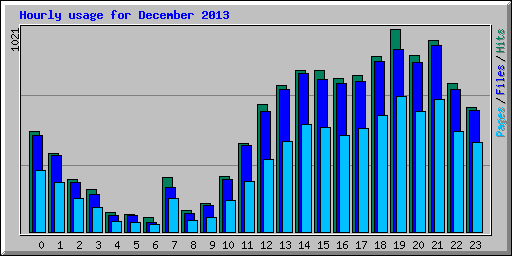 Hourly usage for December 2013
1021
Pages / Files / Hits
0 1 2 3 4 5 6 7 8 9 10 11 12 13 14 15 16 17 18 19 20 21 22 23